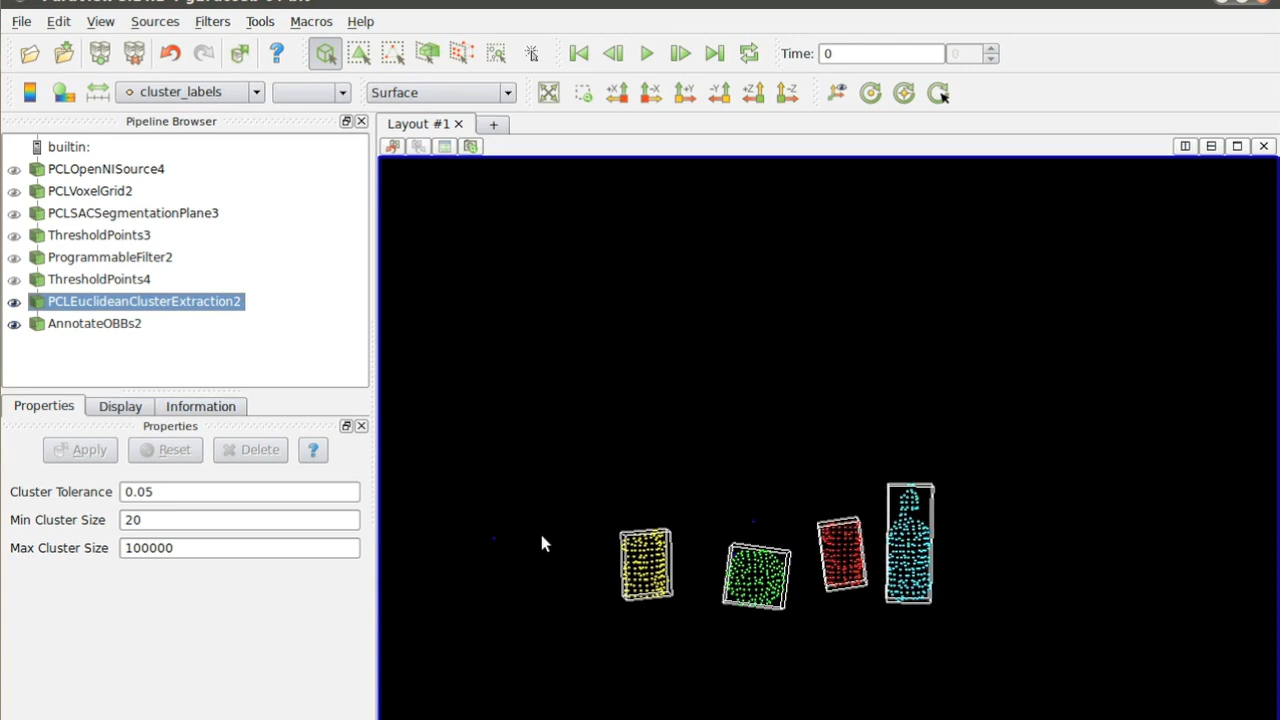 File Edit View Sources Filters Tools Macros Help
Time: 0 0
cluster_labels Surface +X -X +Y -Y +Z -Z
Pipeline Browser
Layout #1
builtin:
PCLOpenNISource4
PCLVoxelGrid2
PCLSACSegmentationPlane3
ThresholdPoints3
ProgrammableFilter2
ThresholdPoints4
PCLEuclideanClusterExtraction2
AnnotateOBBs2
Properties Display Information
Properties
Apply Reset Delete ?
Cluster Tolerance 0.05
Min Cluster Size 20
Max Cluster Size 100000